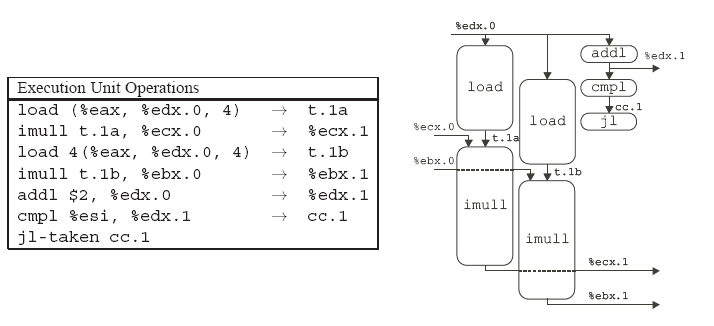 Execution Unit Operations
load (%eax, %edx.0, 4) → t.1a
imull t.1a, %ecx.0 → %ecx.1
load 4(%eax, %edx.0, 4) → t.1b
imull t.1b, %ebx.0 → %ebx.1
addl $2, %edx.0 → %edx.1
cmpl %esi, %edx.1 → cc.1
jl-taken cc.1
%edx.0
addl
%edx.1
load
cmpl
cc.1
load
jl
%ecx.0
t.1a
%ebx.0
t.1b
imull
imull
%ecx.1
%ebx.1